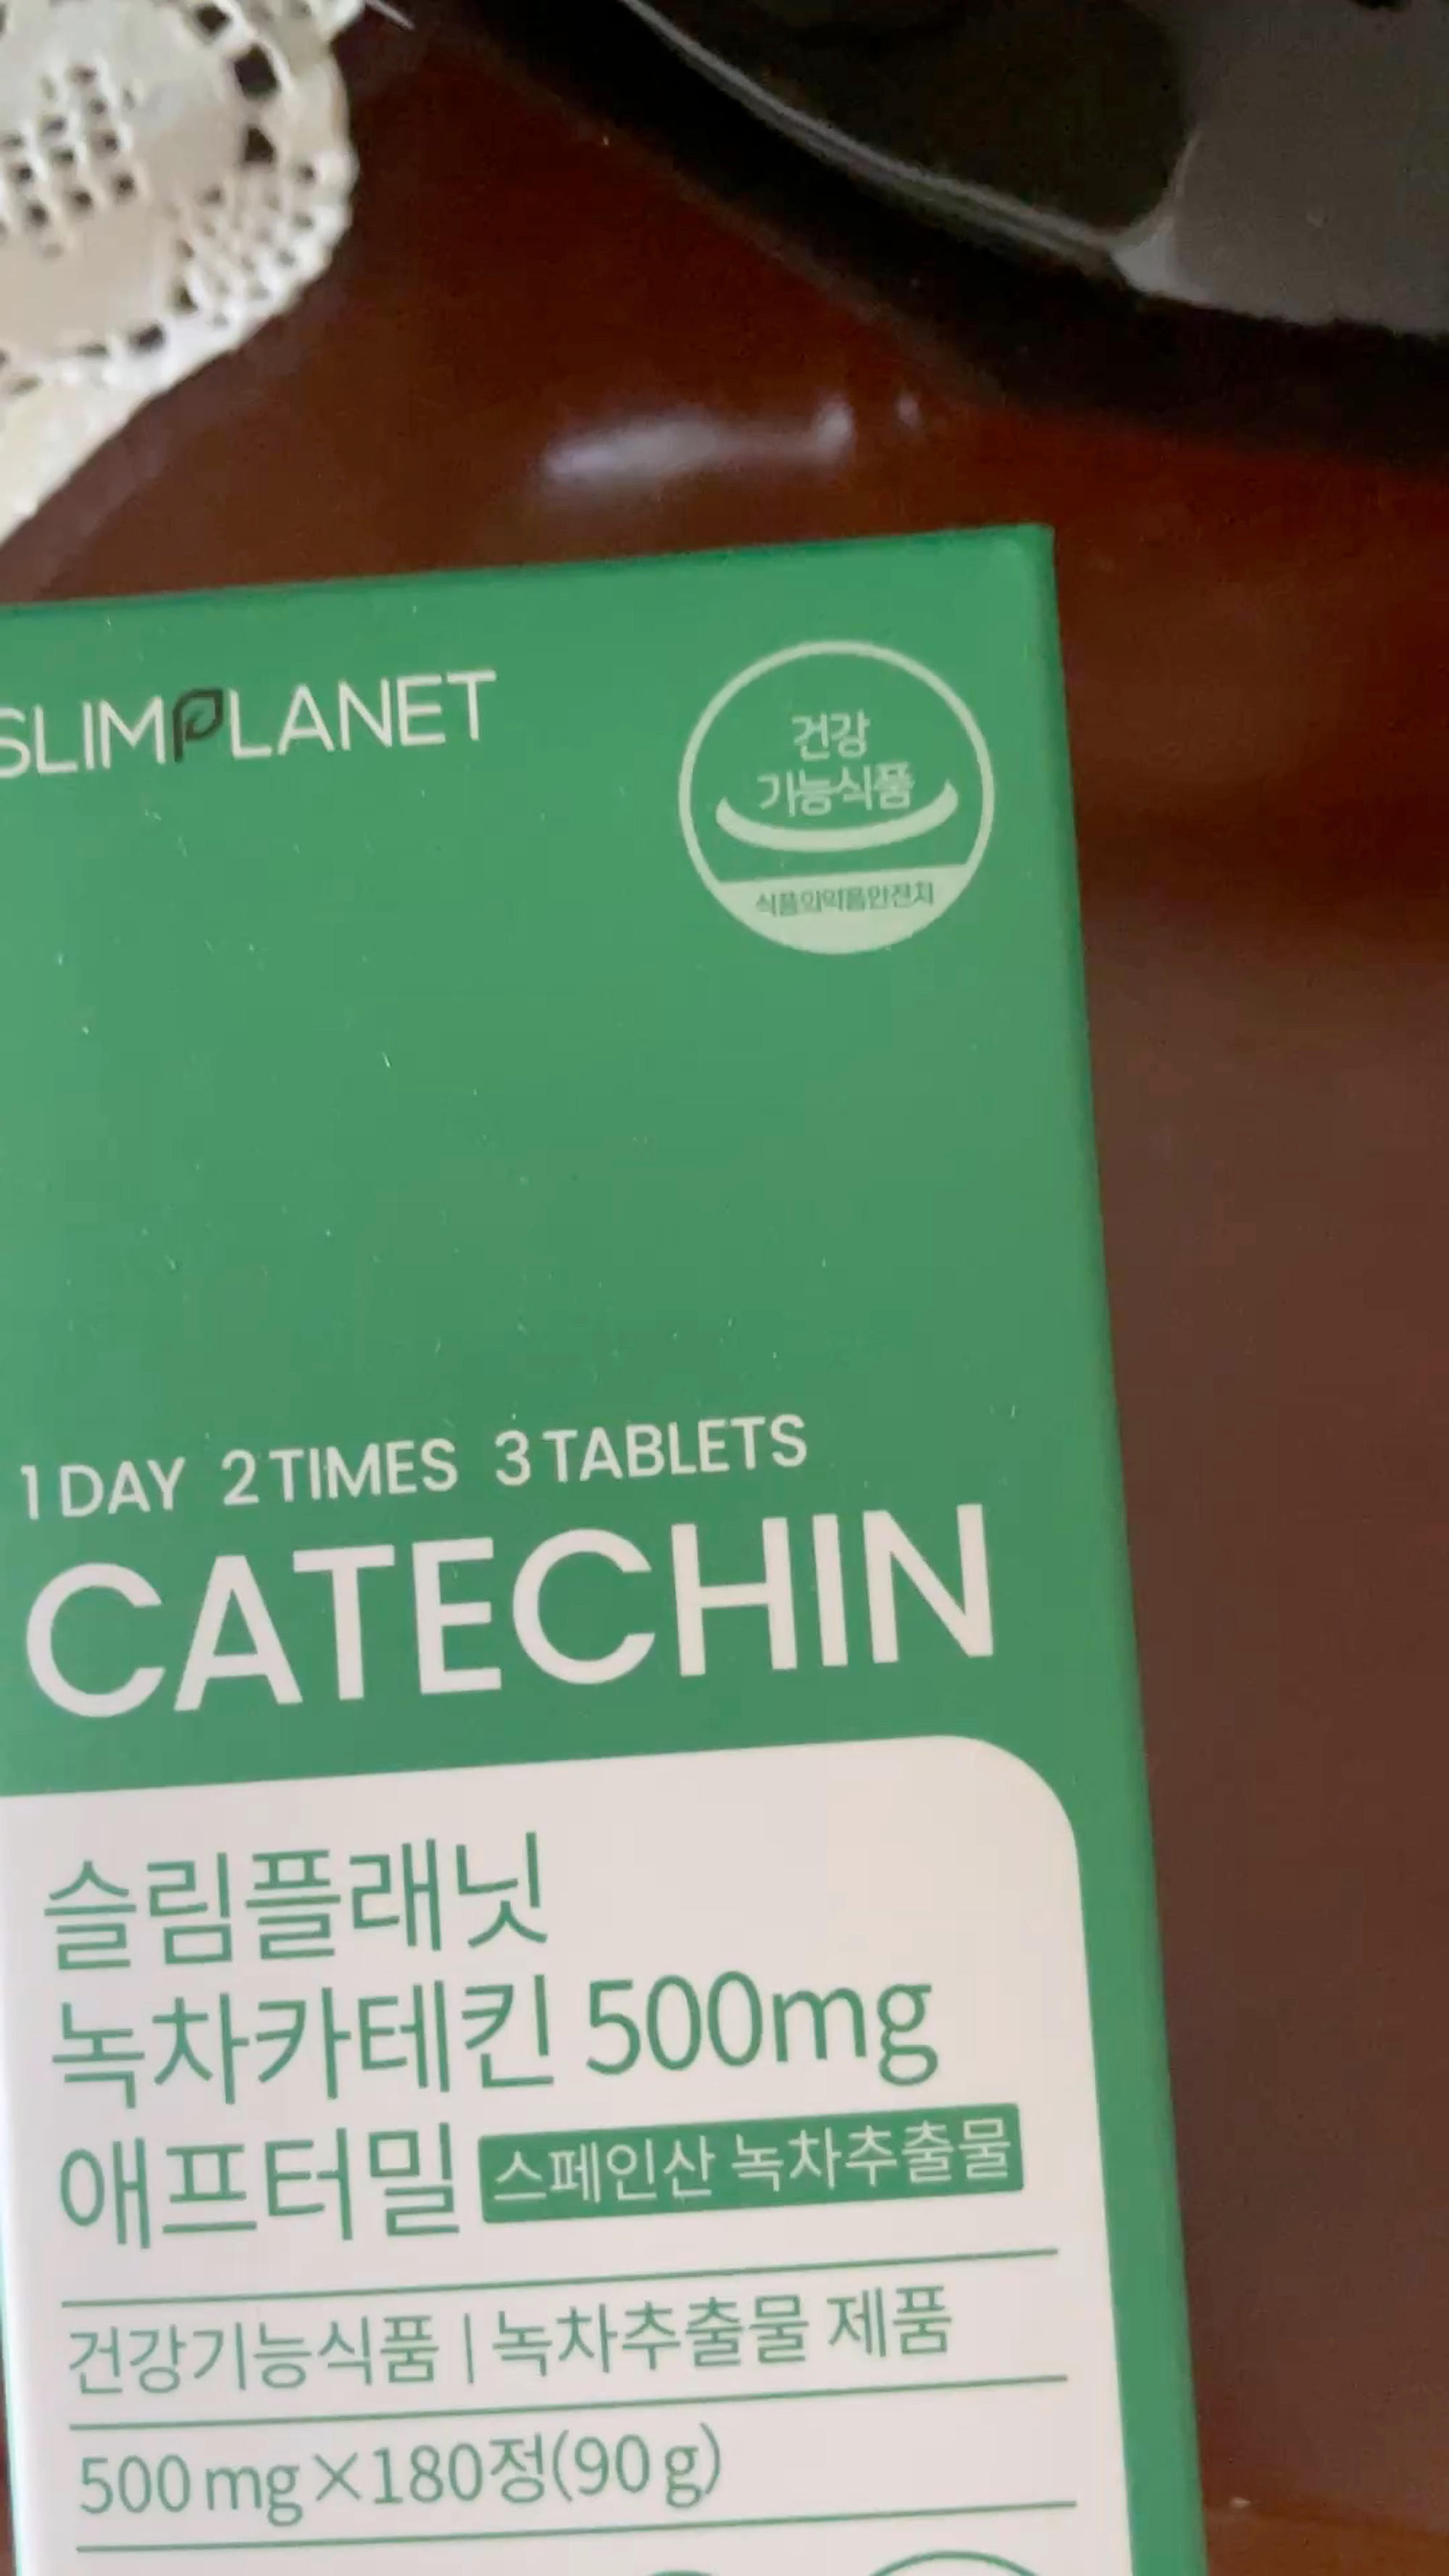 SLIMPLANET
건강
기능식품
식품의약품안전처
1 DAY 2 TIMES 3 TABLETS
CATECHIN
슬림플래닛
녹차카테킨 500mg
애프터밀 스페인산 녹차추출물
건강기능식품 | 녹차추출물 제품
500 mg×180정(90 g)